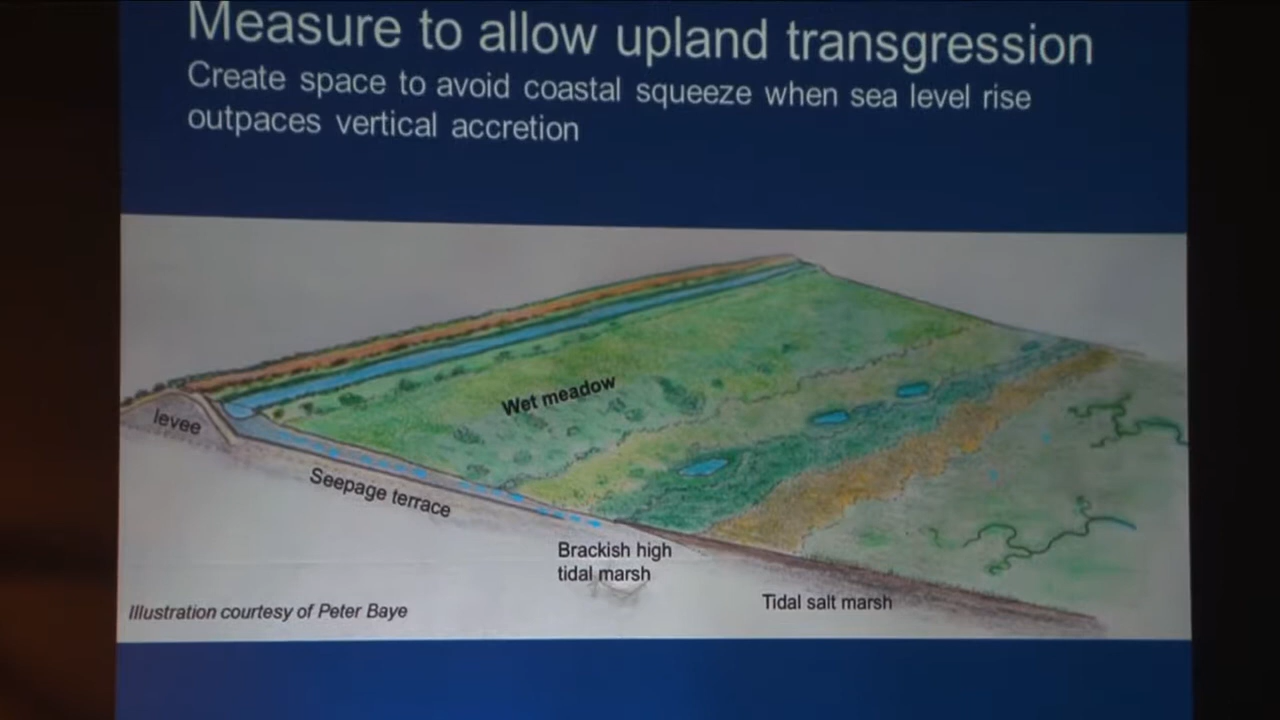 Measure to allow upland transgression
Create space to avoid coastal squeeze when sea level rise
outpaces vertical accretion
levee
Wet meadow
Seepage terrace
Brackish high
tidal marsh
Tidal salt marsh
Illustration courtesy of Peter Baye